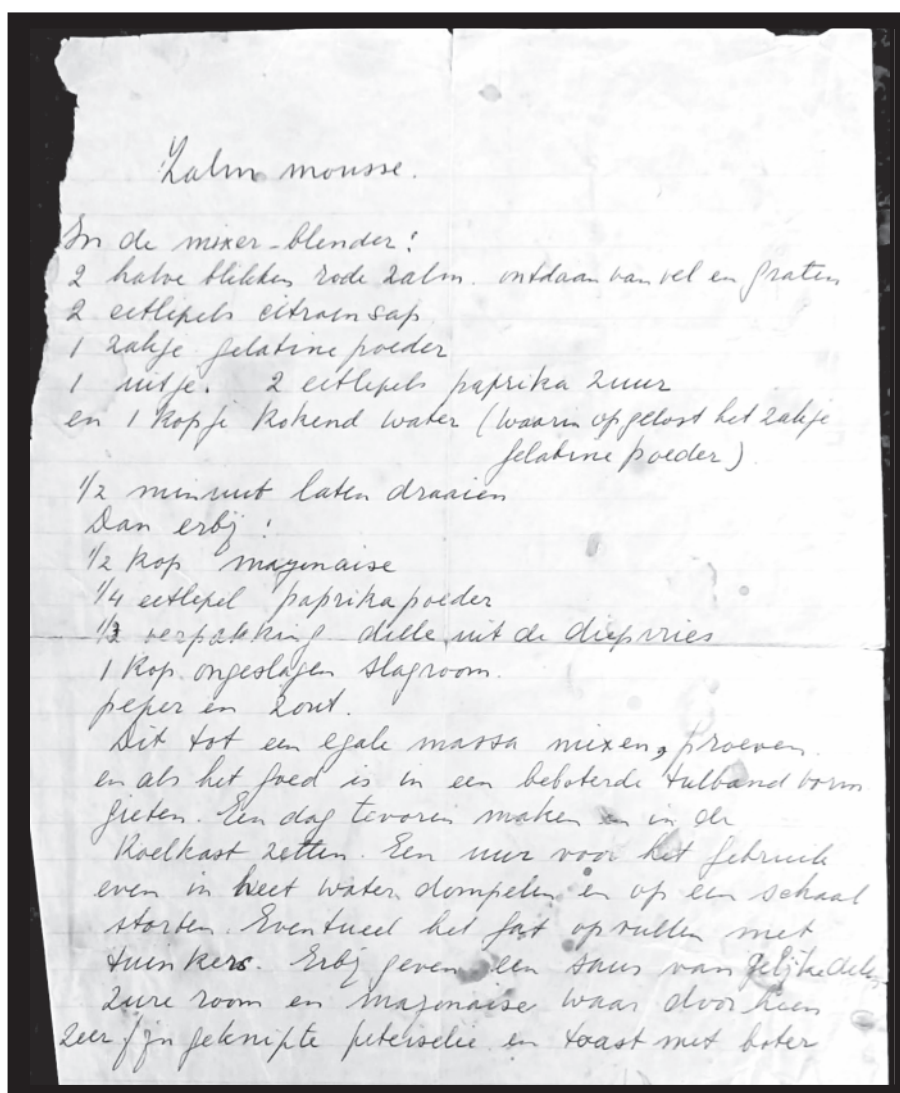 Zalm mousse.
In de mixer-blender:
2 halve blikken rode zalm. ontdaan van vel en graten
2 eetlepels citroensap
1 zakje gelatine poeder
1 uitje. 2 eetlepels paprika zuur
en 1 kopje kokend water (waarin opgelost het zakje
gelatine poeder)
1/2 minuut laten draaien
Dan erbij:
1/2 kop mayonaise
1/4 eetlepel paprika poeder
1/3 verpakking dille uit de diepvries
1 kop ongeslagen slagroom.
peper en zout.
Dit tot een egale massa mixen, proeven
en als het goed is in een beboterde tulband vorm
gieten. Een dag tevoren maken en in de
koelkast zetten. Een uur voor het gebruik
even in heet water dompelen en op een schaal
storten. Eventueel het gat opvullen met
tuinkers. Erbij geven een saus van gelijke delen
zure room en mayonaise waar doorheen
zeer fijn geknipte peterselie en toast met boter